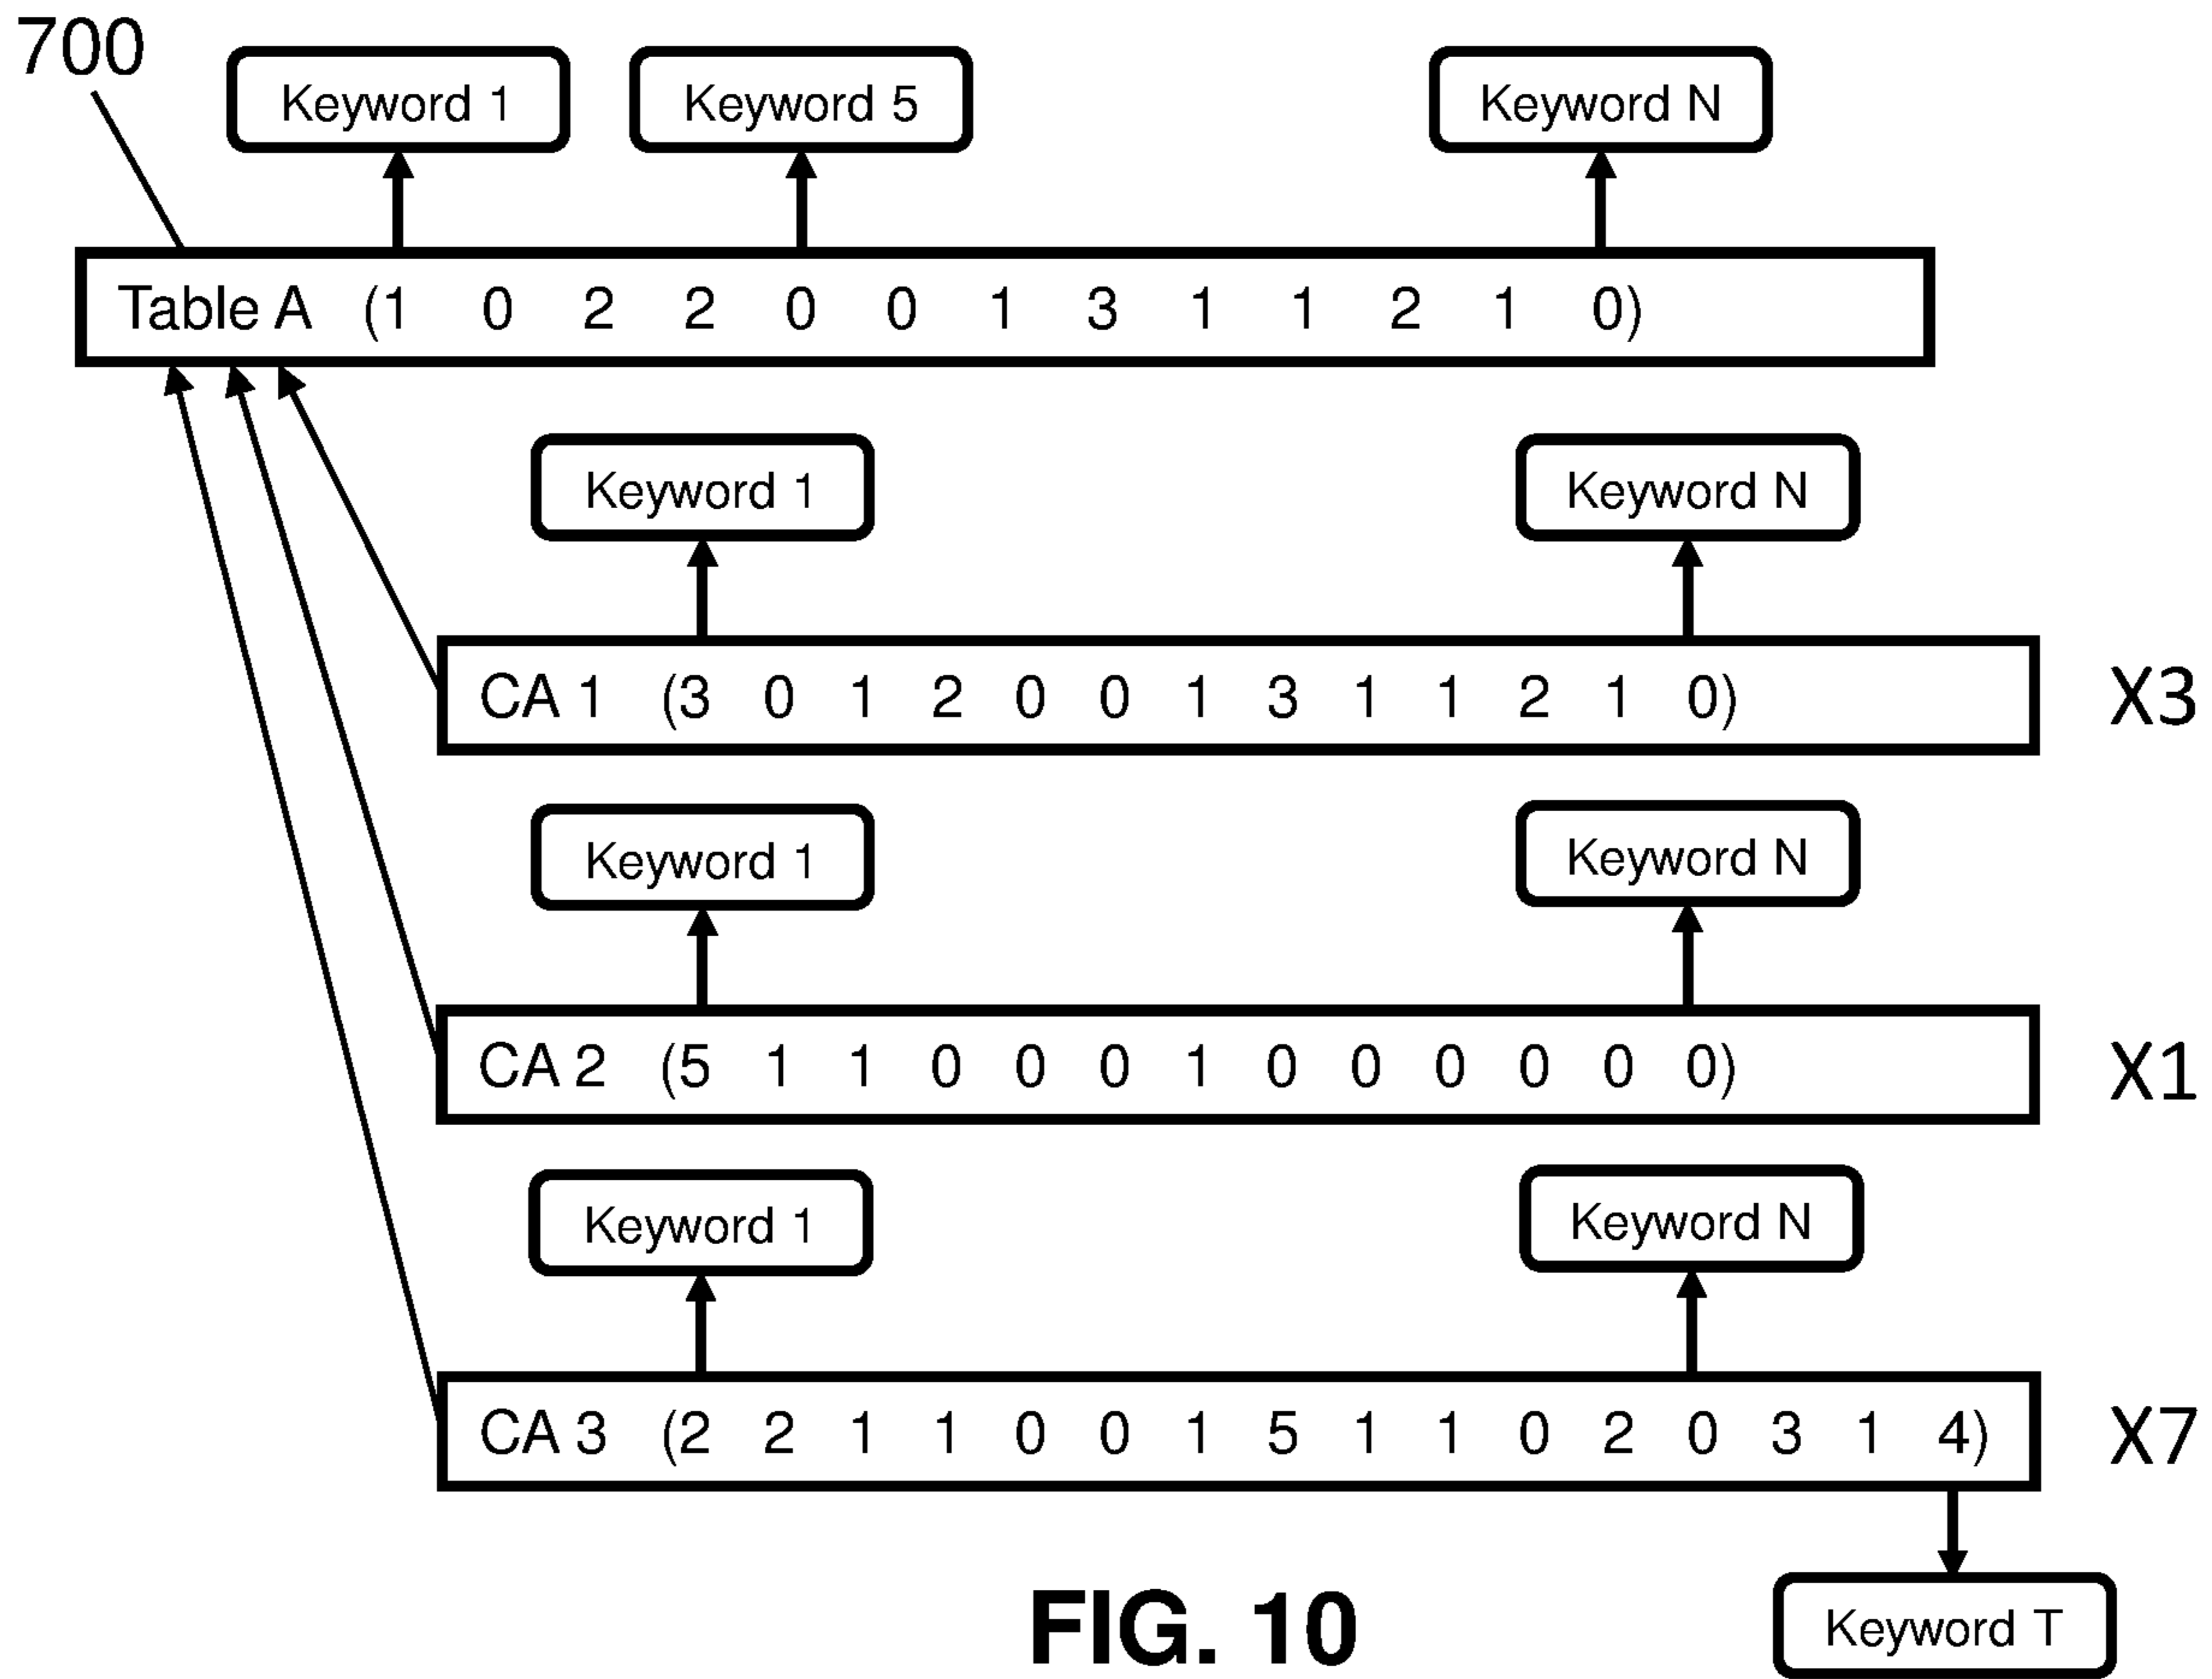 700
Keyword 1 Keyword 5 Keyword N
Table A (1 0 2 2 0 0 1 3 1 1 2 1 0)
Keyword 1 Keyword N
CA 1 (3 0 1 2 0 0 1 3 1 1 2 1 0) X3
Keyword 1 Keyword N
CA 2 (5 1 1 0 0 0 1 0 0 0 0 0 0) X1
Keyword 1 Keyword N
CA 3 (2 2 1 1 0 0 1 5 1 1 0 2 0 3 1 4) X7
Keyword T
FIG. 10